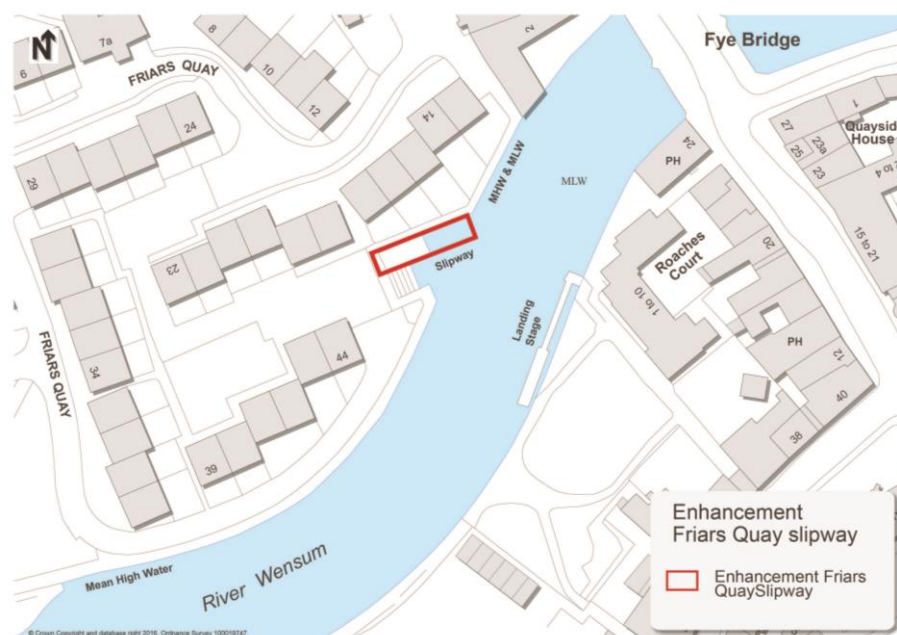 N
6
7a
8
10
12
FRIARS QUAY
24
29
14
2
Fye Bridge
27
1
Quayside
House
25
23a
23
2 to 4
24
PH
MHW & MLW
MLW
15 to 21
23
Slipway
Roaches
Court
20
1 to 10
Landing
Stage
FRIARS QUAY
34
44
PH
12
40
38
39
Mean High Water
River Wensum
Enhancement
Friars Quay slipway
Enhancement Friars
QuaySlipway
© Crown Copyright and database right 2016. Ordnance Survey 100019747.